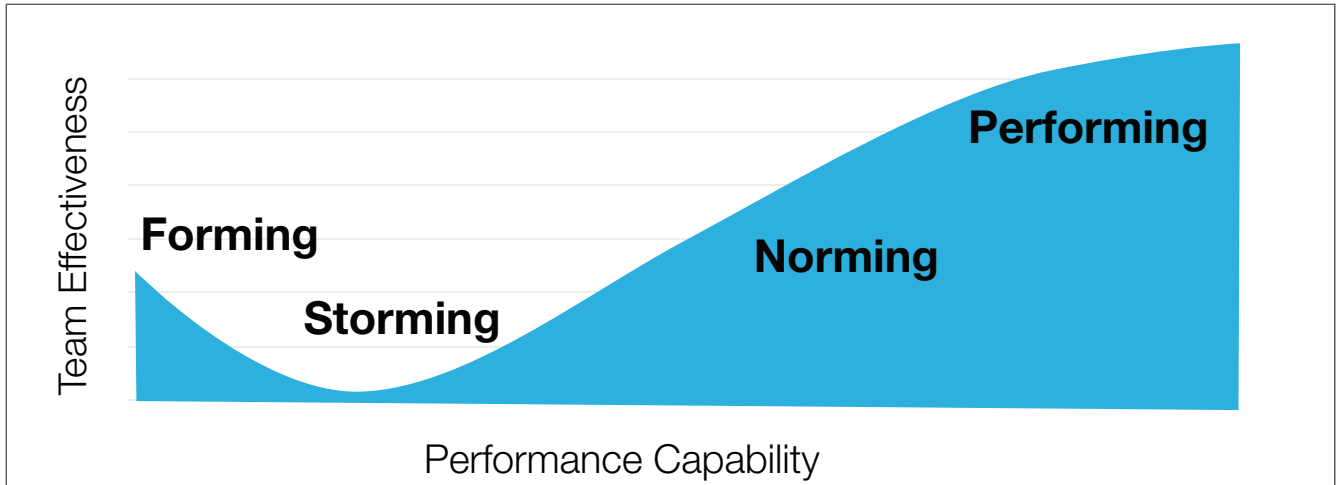 Team Effectiveness
Forming
Storming
Norming
Performing
Performance Capability